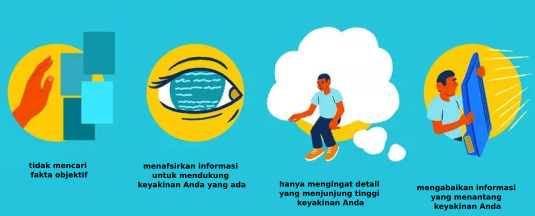 tidak mencari
fakta objektif
menafsirkan informasi
untuk mendukung
keyakinan Anda yang ada
hanya mengingat detail
yang menjunjung tinggi
keyakinan Anda
mengabaikan informasi
yang menantang
keyakinan Anda